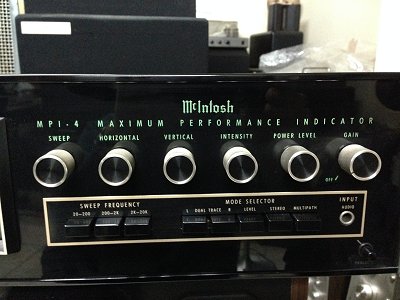 McIntosh
MPI-4 MAXIMUM PERFORMANCE INDICATOR
SWEEP HORIZONTAL VERTICAL INTENSITY POWER LEVEL GAIN
OFF
SWEEP FREQUENCY MODE SELECTOR INPUT
20-200 200-2K 2K-20K L DUAL TRACE R LEVEL STEREO MULTIPATH AUDIO